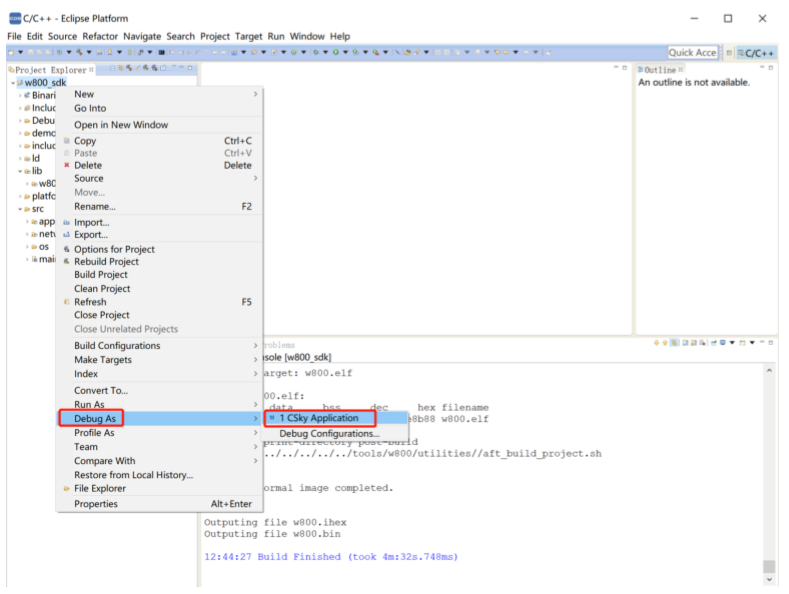 C/C++ - Eclipse Platform
File Edit Source Refactor Navigate Search Project Target Run Window Help
Quick Acce
C/C++
Project Explorer
w800_sdk
Binari
Includ
Debu
demo
includ
ld
lib
w80
platfo
src
app
netw
os
mai
New
Go Into
Open in New Window
Copy Ctrl+C
Paste Ctrl+V
Delete Delete
Source
Move...
Rename... F2
Import...
Export...
Options for Project
Rebuild Project
Build Project
Clean Project
Refresh F5
Close Project
Close Unrelated Projects
Build Configurations
Make Targets
Index
Convert To...
Run As
Debug As
Profile As
Team
Compare With
Restore from Local History...
File Explorer
Properties Alt+Enter
1 CSky Application
Debug Configurations...
Outline
An outline is not available.
roblems
sole [w800_sdk]
arget: w800.elf
00.elf:
data bss dec hex filename
e8b88 w800.elf
print-directory post-build
../../../../../tools/w800/utilities//aft_build_project.sh
ormal image completed.
Outputing file w800.ihex
Outputing file w800.bin
12:44:27 Build Finished (took 4m:32s.748ms)